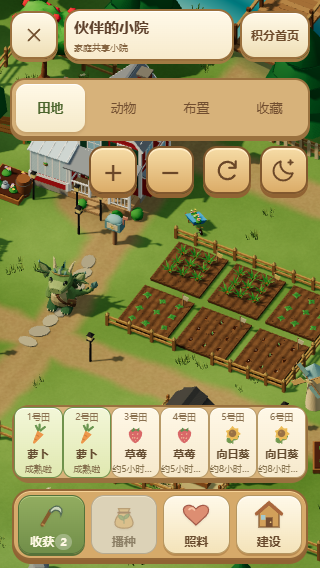 伙伴的小院
家庭共享小院
积分首页
田地
动物
布置
收藏
1号田
2号田
3号田
4号田
5号田
6号田
萝卜
萝卜
草莓
草莓
向日葵
向日葵
成熟啦
成熟啦
约5小时...
约5小时...
约8小时...
约8小时...
收获 2
播种
照料
建设